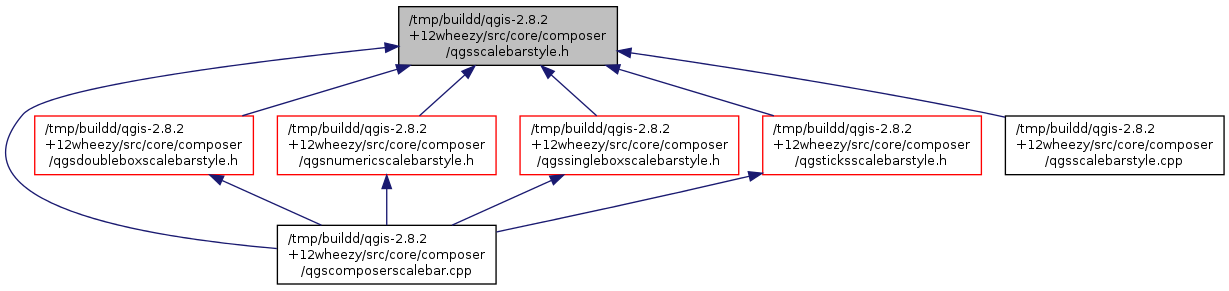 /tmp/buildd/qgis-2.8.2
+12wheezy/src/core/composer
/qgsscalebarstyle.h
/tmp/buildd/qgis-2.8.2
+12wheezy/src/core/composer
/qgsdoubleboxscalebarstyle.h
/tmp/buildd/qgis-2.8.2
+12wheezy/src/core/composer
/qgsnumericscalebarstyle.h
/tmp/buildd/qgis-2.8.2
+12wheezy/src/core/composer
/qgssingleboxscalebarstyle.h
/tmp/buildd/qgis-2.8.2
+12wheezy/src/core/composer
/qgsticksscalebarstyle.h
/tmp/buildd/qgis-2.8.2
+12wheezy/src/core/composer
/qgsscalebarstyle.cpp
/tmp/buildd/qgis-2.8.2
+12wheezy/src/core/composer
/qgscomposerscalebar.cpp